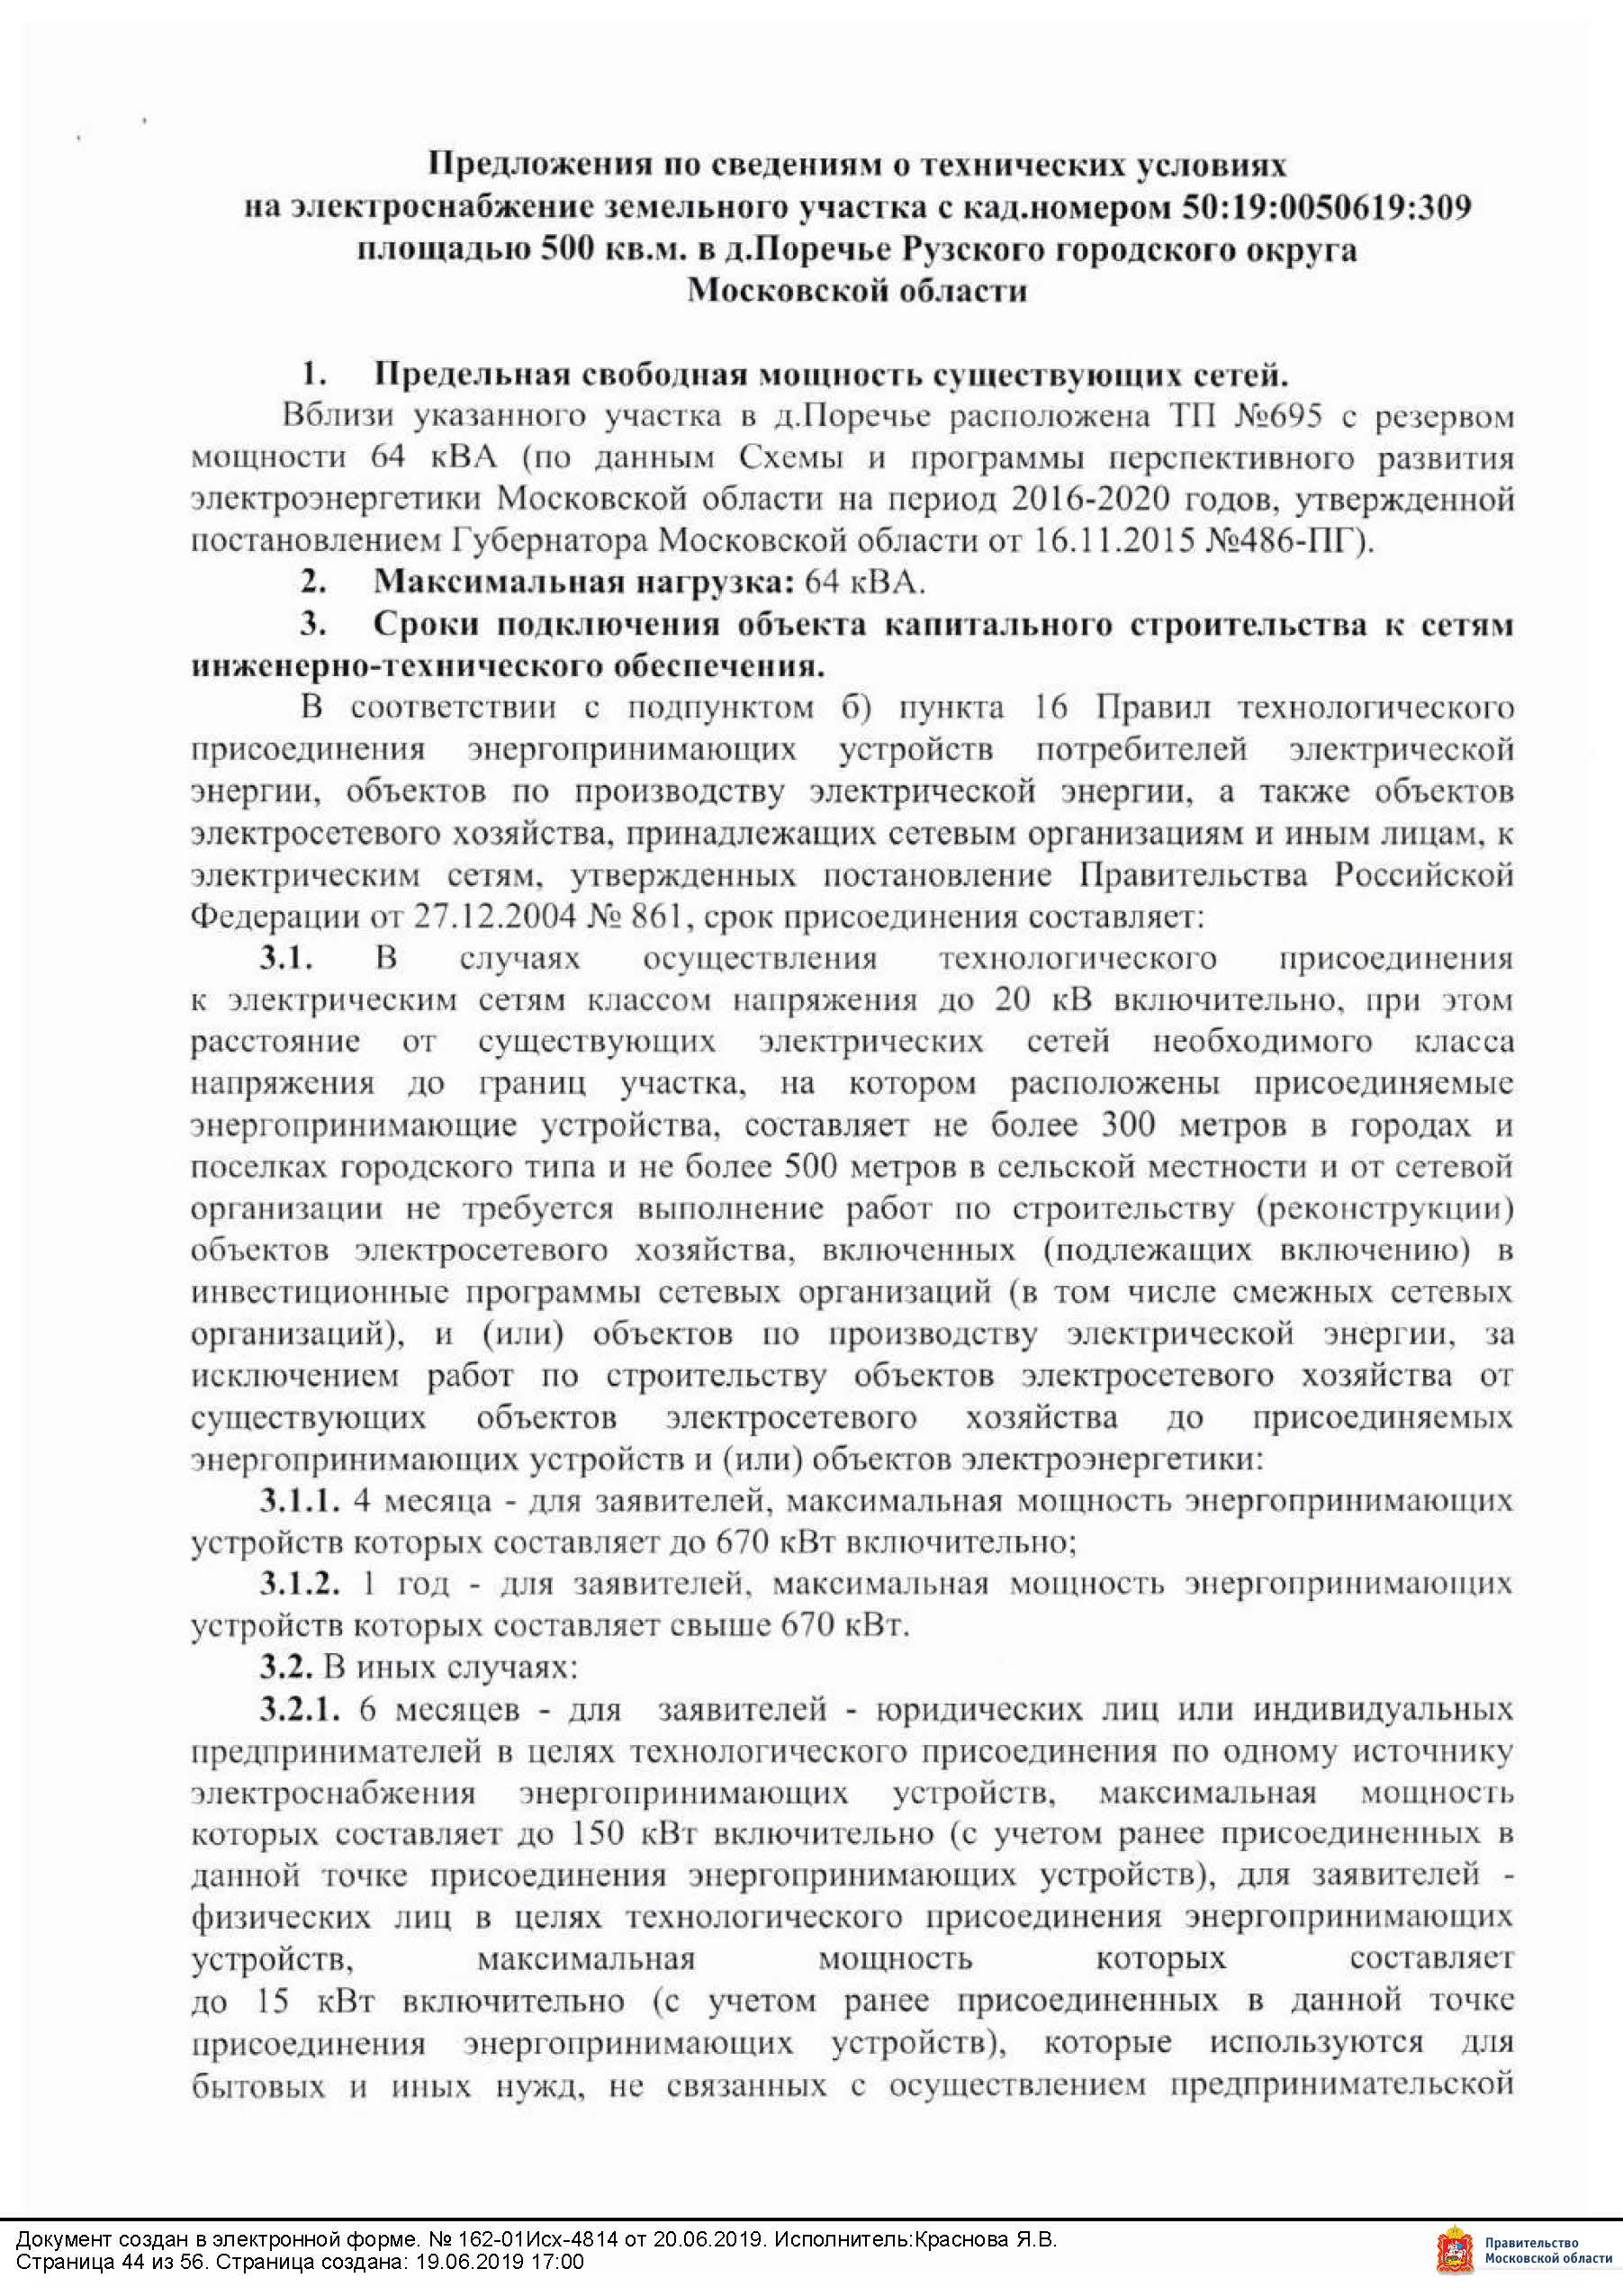 Предложения по сведениям о технических условиях
на электроснабжение земельного участка с кад.номером 50:19:0050619:309
площадью 500 кв.м. в д.Поречье Рузского городского округа
Московской области
1. Предельная свободная мощность существующих сетей.
Вблизи указанного участка в д.Поречье расположена ТП №695 с резервом
мощности 64 кВА (по данным Схемы и программы перспективного развития
электроэнергетики Московской области на период 2016-2020 годов, утвержденной
постановлением Губернатора Московской области от 16.11.2015 №486-ПГ).
2. Максимальная нагрузка: 64 кВА.
3. Сроки подключения объекта капитального строительства к сетям
инженерно-технического обеспечения.
В соответствии с подпунктом б) пункта 16 Правил технологического
присоединения энергопринимающих устройств потребителей электрической
энергии, объектов по производству электрической энергии, а также объектов
электросетевого хозяйства, принадлежащих сетевым организациям и иным лицам, к
электрическим сетям, утвержденных постановление Правительства Российской
Федерации от 27.12.2004 № 861, срок присоединения составляет:
3.1. В случаях осуществления технологического присоединения
к электрическим сетям классом напряжения до 20 кВ включительно, при этом
расстояние от существующих электрических сетей необходимого класса
напряжения до границ участка, на котором расположены присоединяемые
энергопринимающие устройства, составляет не более 300 метров в городах и
поселках городского типа и не более 500 метров в сельской местности и от сетевой
организации не требуется выполнение работ по строительству (реконструкции)
объектов электросетевого хозяйства, включенных (подлежащих включению) в
инвестиционные программы сетевых организаций (в том числе смежных сетевых
организаций), и (или) объектов по производству электрической энергии, за
исключением работ по строительству объектов электросетевого хозяйства от
существующих объектов электросетевого хозяйства до присоединяемых
энергопринимающих устройств и (или) объектов электроэнергетики:
3.1.1. 4 месяца - для заявителей, максимальная мощность энергопринимающих
устройств которых составляет до 670 кВт включительно;
3.1.2. 1 год - для заявителей, максимальная мощность энергопринимающих
устройств которых составляет свыше 670 кВт.
3.2. В иных случаях:
3.2.1. 6 месяцев - для заявителей - юридических лиц или индивидуальных
предпринимателей в целях технологического присоединения по одному источнику
электроснабжения энергопринимающих устройств, максимальная мощность
которых составляет до 150 кВт включительно (с учетом ранее присоединенных в
данной точке присоединения энергопринимающих устройств), для заявителей -
физических лиц в целях технологического присоединения энергопринимающих
устройств, максимальная мощность которых составляет
до 15 кВт включительно (с учетом ранее присоединенных в данной точке
присоединения энергопринимающих устройств), которые используются для
бытовых и иных нужд, не связанных с осуществлением предпринимательской
Документ создан в электронной форме. № 162-01Исх-4814 от 20.06.2019. Исполнитель:Краснова Я.В.
Страница 44 из 56. Страница создана: 19.06.2019 17:00
Правительство
Московской области